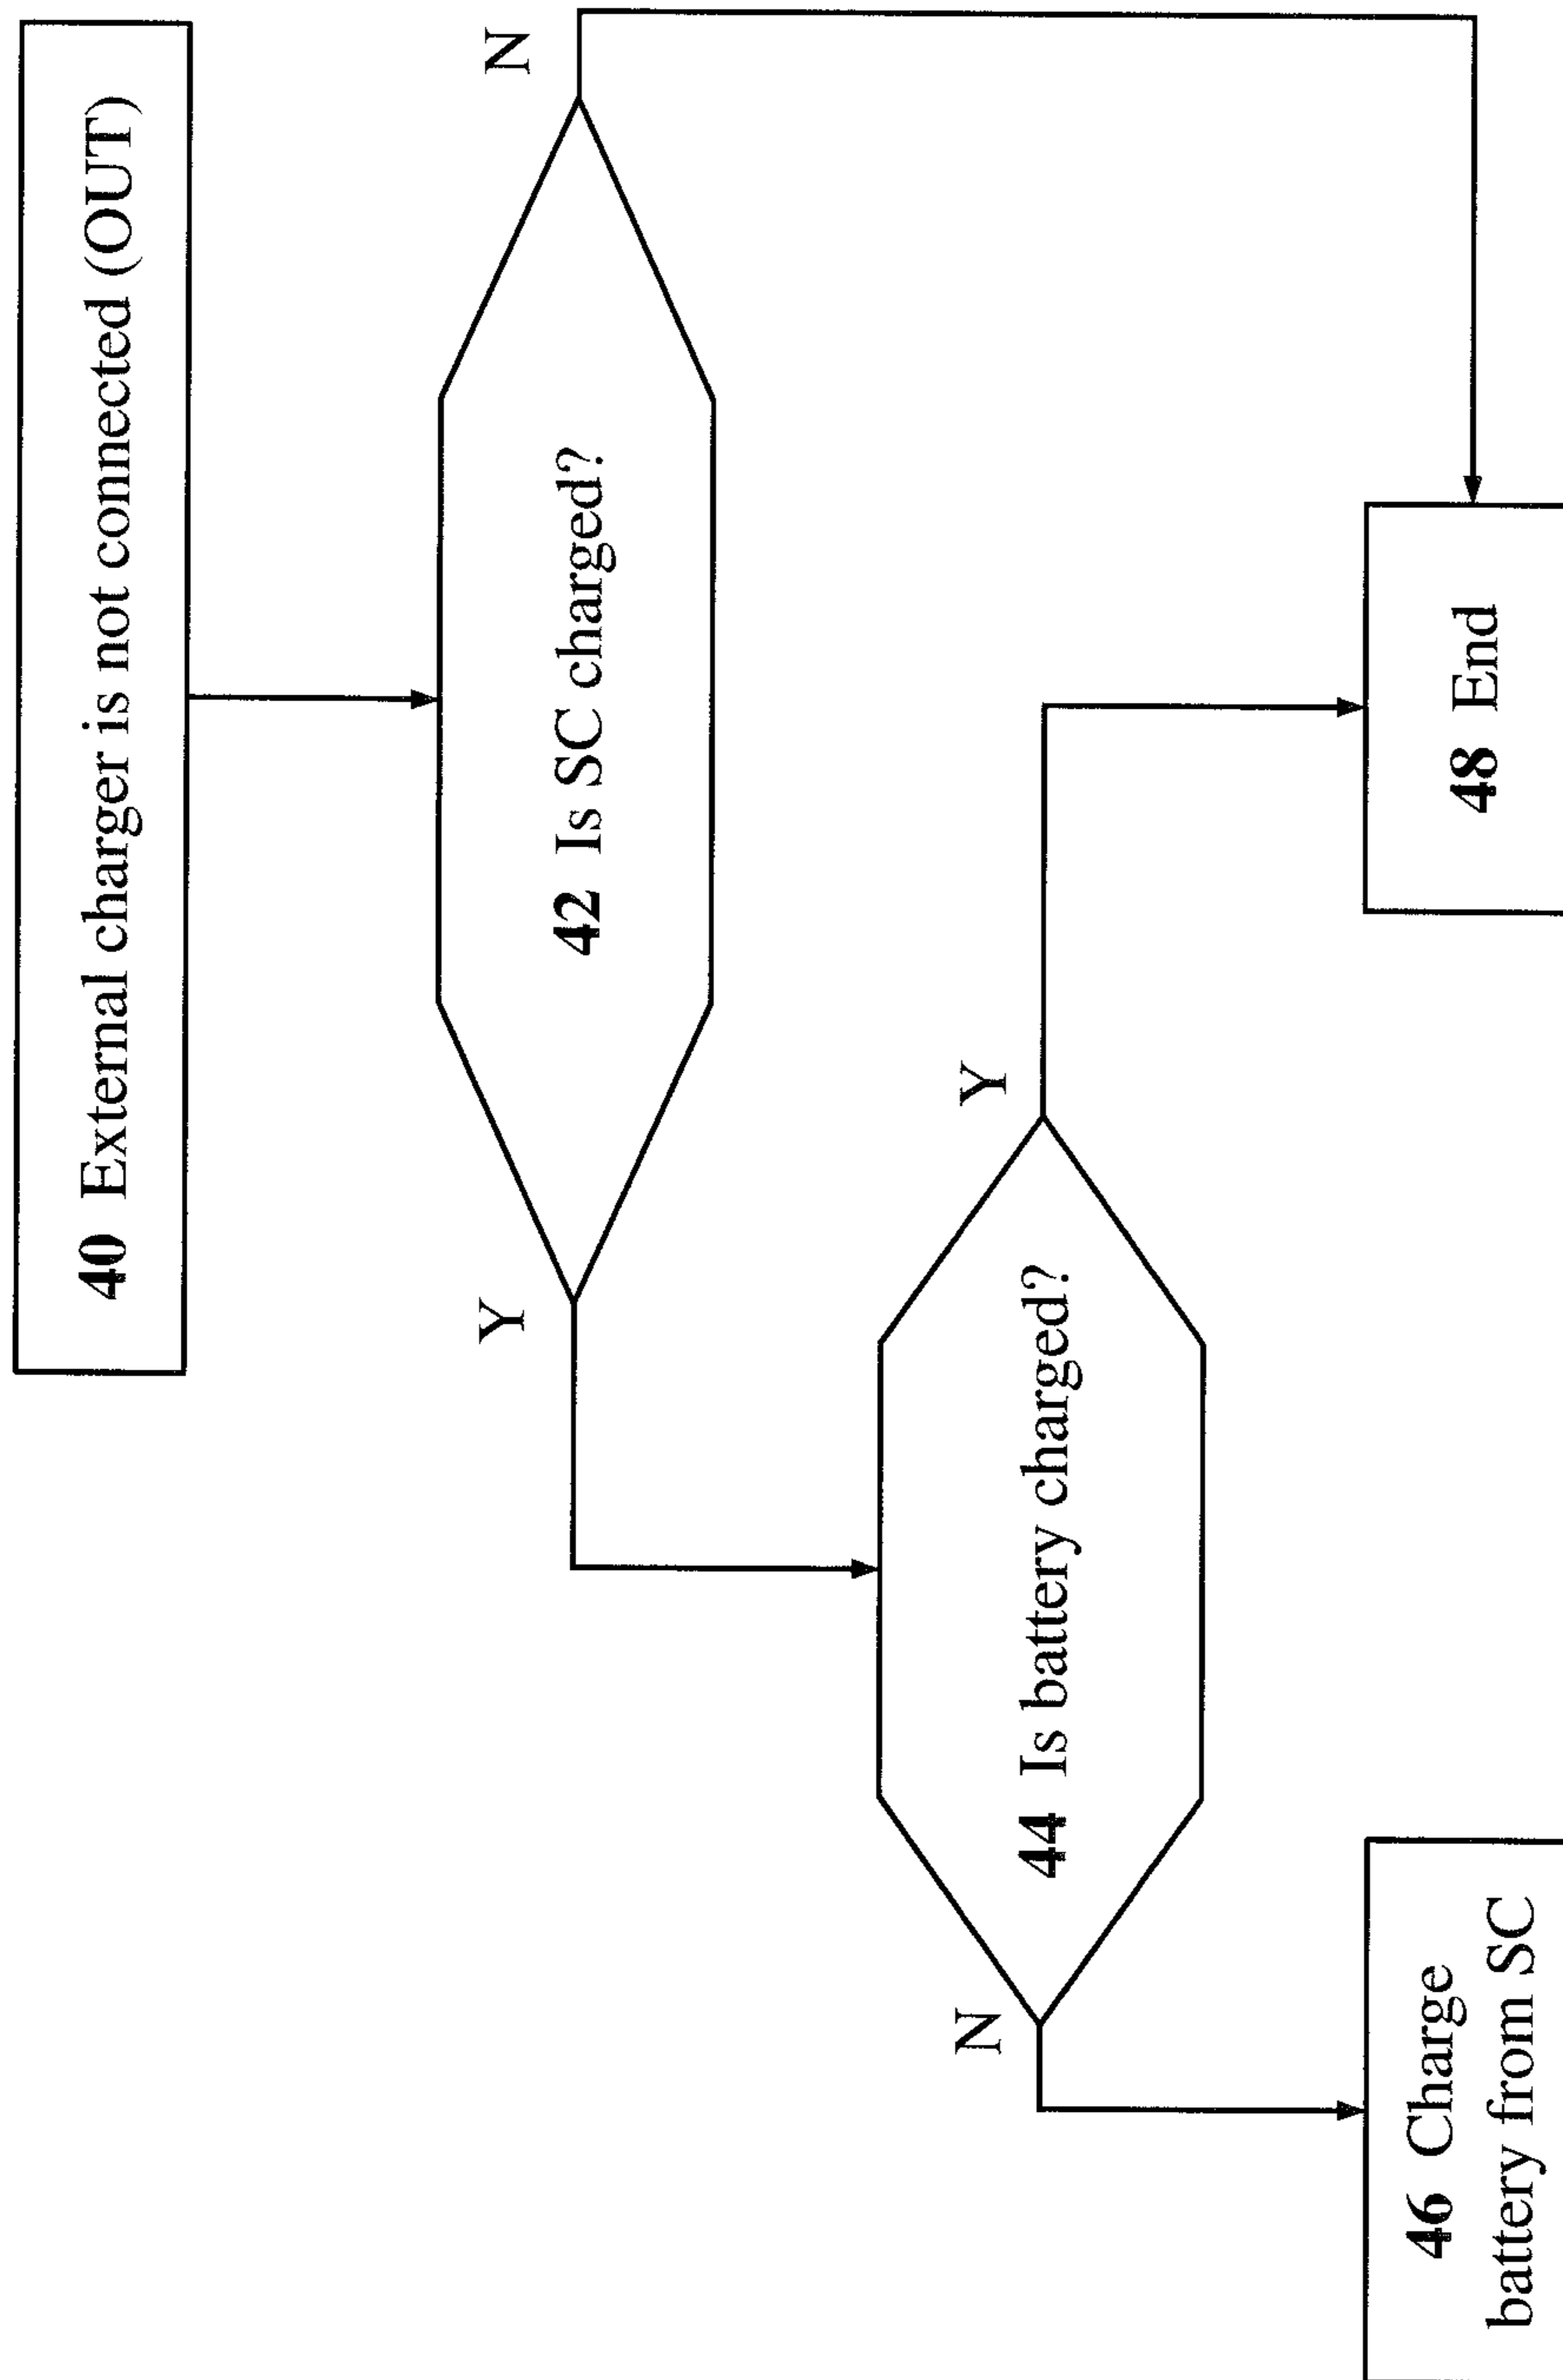 40 External charger is not connected (OUT)
42 Is SC charged?
Y
N
44 Is battery charged?
N
Y
46 Charge
battery from SC
48 End